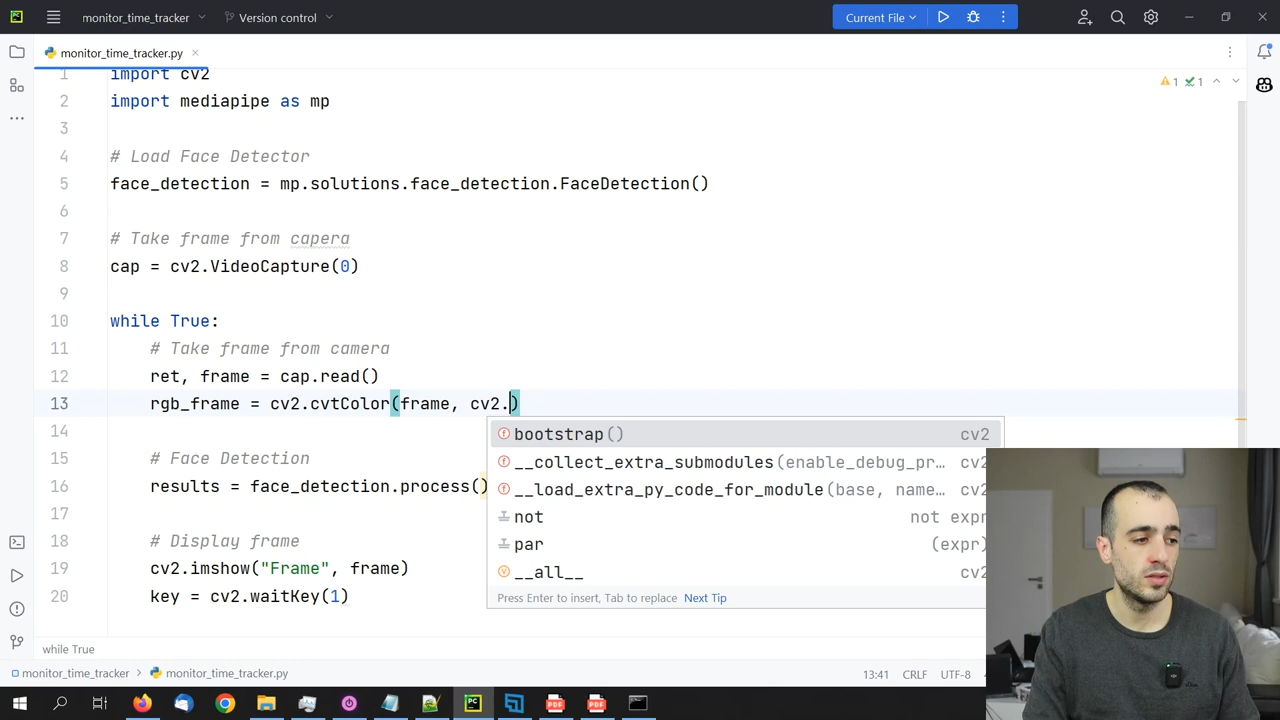 monitor_time_tracker
Version control
Current File
monitor_time_tracker.py
1 import cv2
1 1
2 import mediapipe as mp
3
4 # Load Face Detector
5 face_detection = mp.solutions.face_detection.FaceDetection()
6
7 # Take frame from capera
8 cap = cv2.VideoCapture(0)
9
10 while True:
11 # Take frame from camera
12 ret, frame = cap.read()
13 rgb_frame = cv2.cvtColor(frame, cv2.)
14
bootstrap() cv2
15 # Face Detection
__collect_extra_submodules(enable_debug_pr… cv2
16 results = face_detection.process()
__load_extra_py_code_for_module(base, name… cv2
17
not not expr
18 # Display frame
par (expr)
19 cv2.imshow("Frame", frame)
__all__ cv2
20 key = cv2.waitKey(1)
Press Enter to insert, Tab to replace Next Tip
while True
monitor_time_tracker > monitor_time_tracker.py
13:41 CRLF UTF-8
PC
PDF
PDF